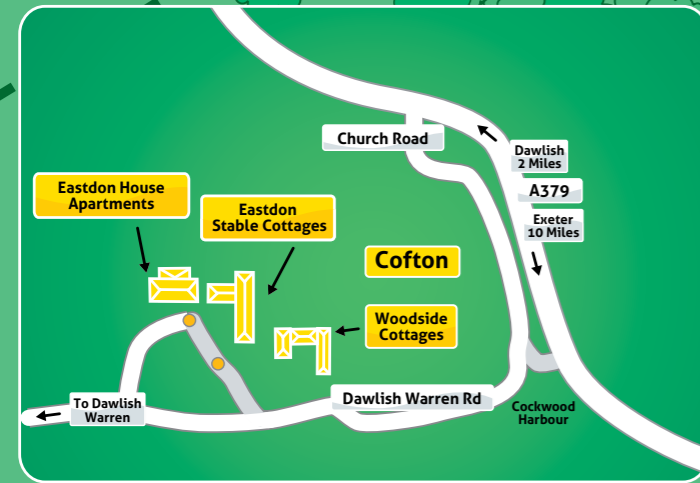 Church Road
Dawlish
2 Miles
A379
Exeter
10 Miles
Eastdon House
Apartments
Eastdon
Stable Cottages
Cofton
Woodside
Cottages
Dawlish Warren Rd
To Dawlish
Warren
Cockwood
Harbour